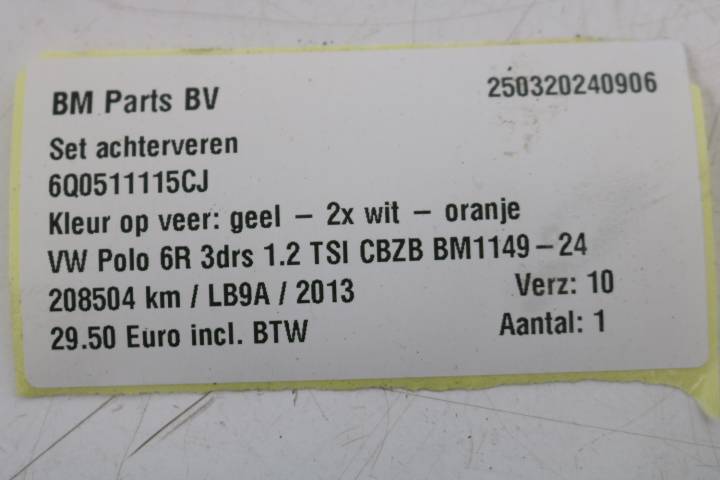 BM Parts BV 250320240906
Set achterveren
6Q0511115CJ
Kleur op veer: geel – 2x wit – oranje
VW Polo 6R 3drs 1.2 TSI CBZB BM1149–24
208504 km / LB9A / 2013 Verz: 10
29.50 Euro incl. BTW Aantal: 1